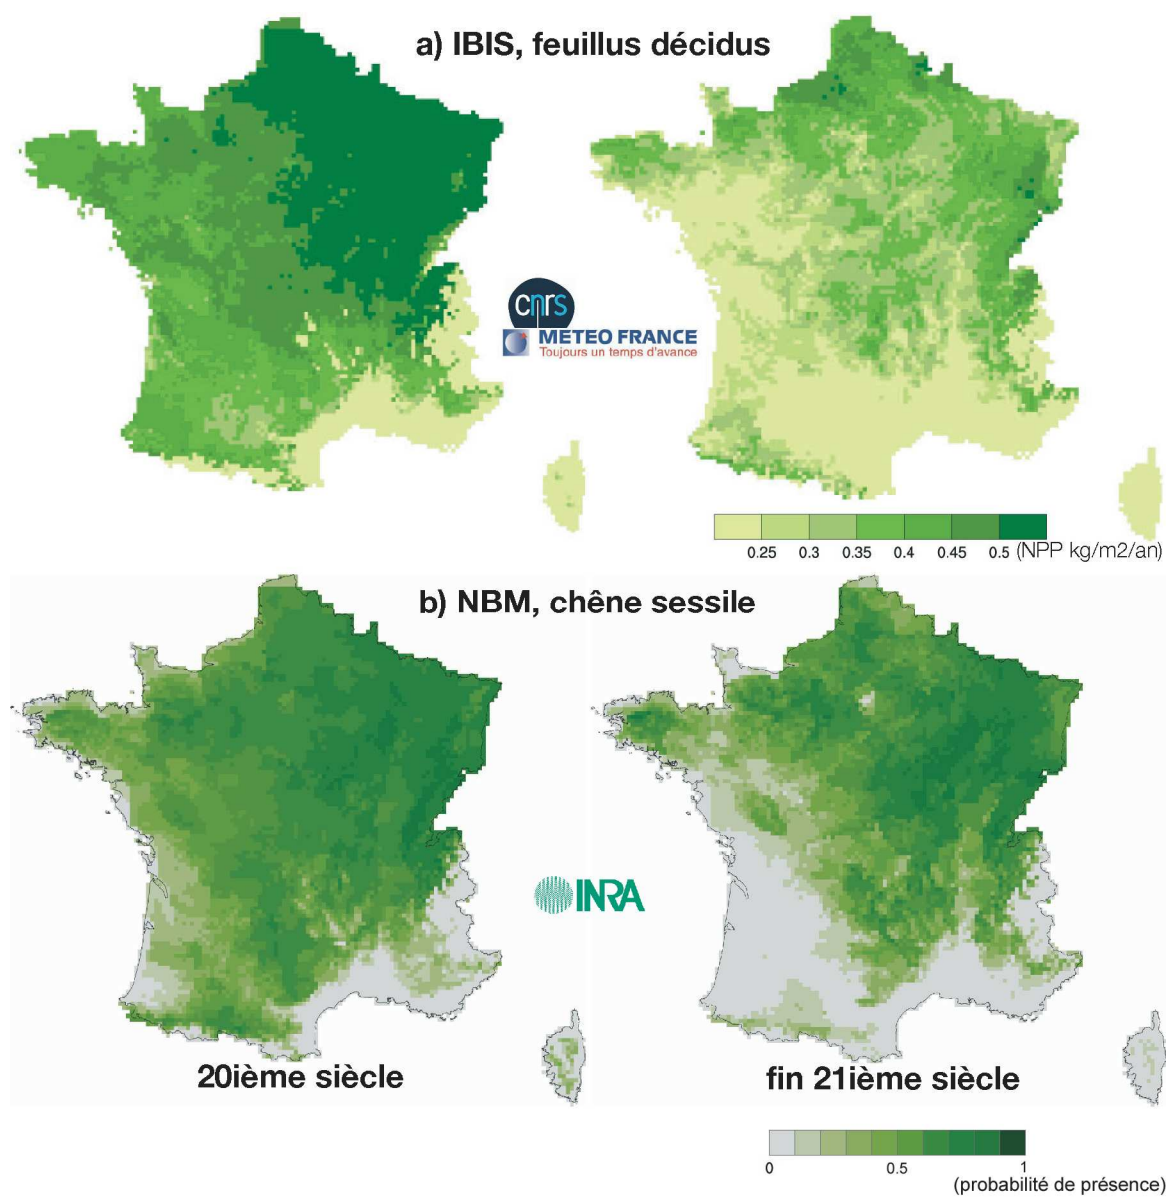 a) IBIS, feuillus décidus
cnrs
METEO FRANCE
Toujours un temps d'avance
0.25 0.3 0.35 0.4 0.45 0.5 (NPP kg/m2/an)
b) NBM, chêne sessile
INRA
20ième siècle
fin 21ième siècle
0 0.5 1
(probabilité de présence)